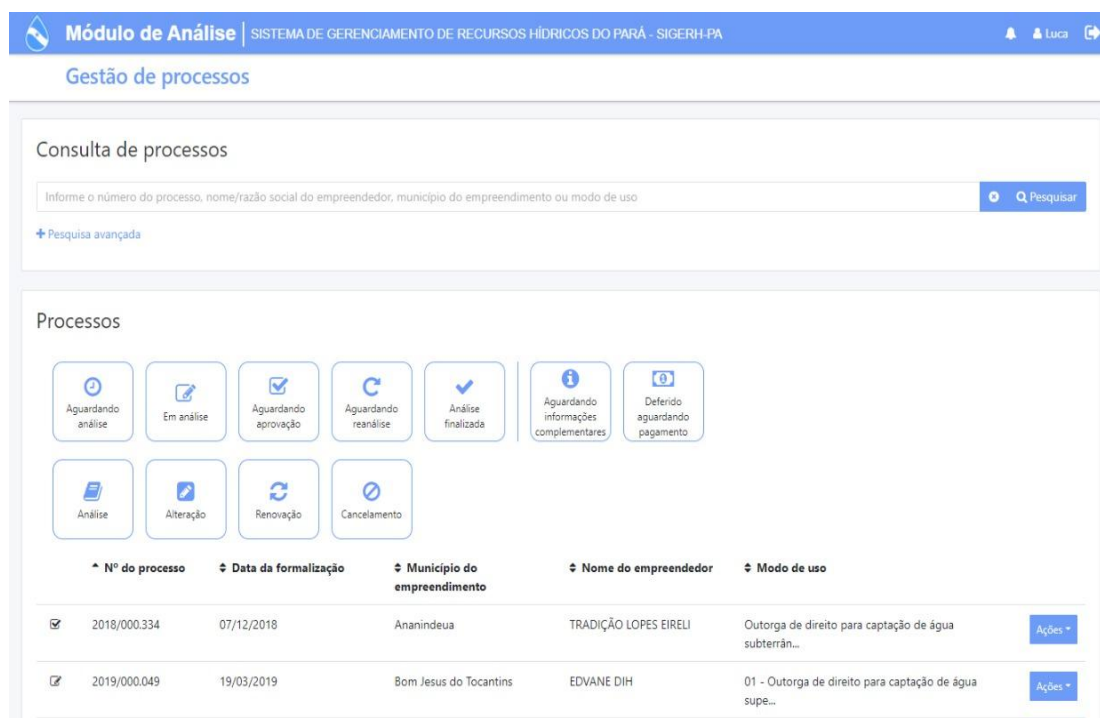 Módulo de Análise | SISTEMA DE GERENCIAMENTO DE RECURSOS HÍDRICOS DO PARÁ - SIGERH-PA
Luca
Gestão de processos
Consulta de processos
Informe o número do processo, nome/razão social do empreendedor, município do empreendimento ou modo de uso
Pesquisar
Pesquisa avançada
Processos
Aguardando
análise
Em análise
Aguardando
aprovação
Aguardando
reanálise
Análise
finalizada
Aguardando
informações
complementares
Deferido
aguardando
pagamento
Análise
Alteração
Renovação
Cancelamento
Nº do processo Data da formalização Município do Nome do empreendedor Modo de uso
empreendimento
2018/000.334 07/12/2018 Ananindeua TRADIÇÃO LOPES EIRELI Outorga de direito para captação de água Ações
subterrân...
2019/000.049 19/03/2019 Bom Jesus do Tocantins EDVANE DIH 01 - Outorga de direito para captação de água Ações
supe...